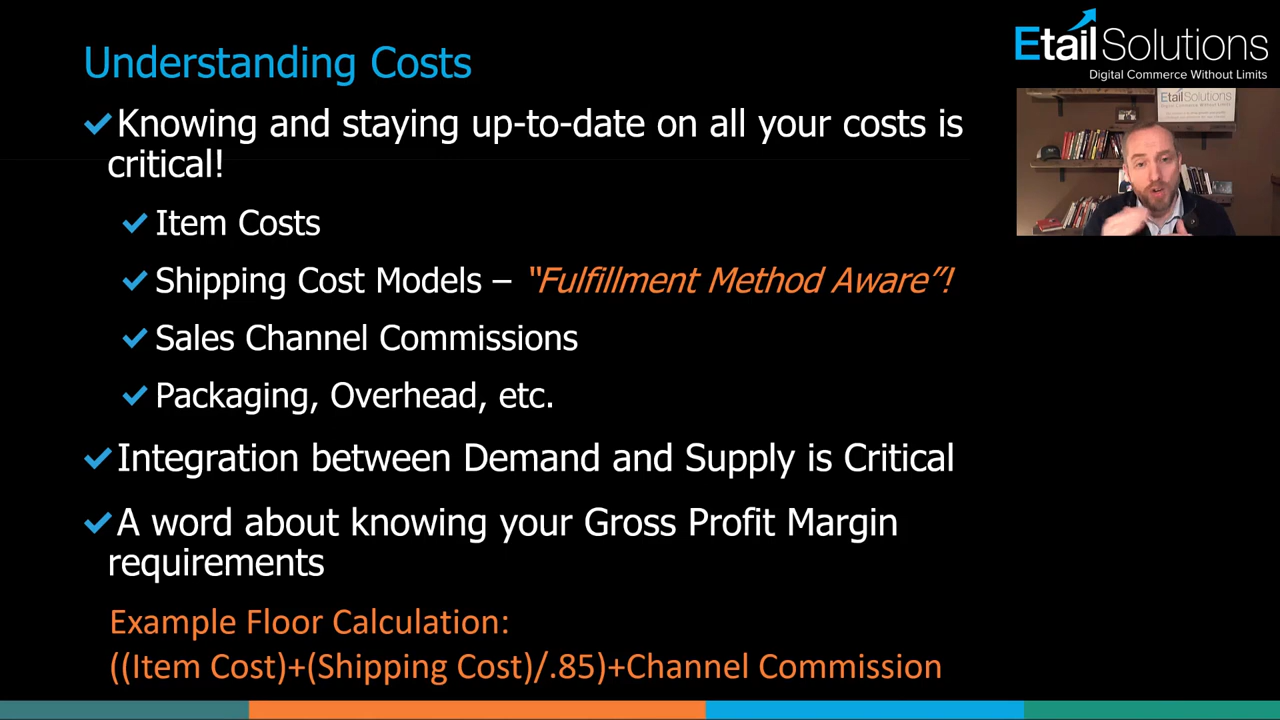 Understanding Costs
Etail Solutions
Digital Commerce Without Limits
Knowing and staying up-to-date on all your costs is
critical!
Item Costs
Shipping Cost Models – “Fulfillment Method Aware”!
Sales Channel Commissions
Packaging, Overhead, etc.
Integration between Demand and Supply is Critical
A word about knowing your Gross Profit Margin
requirements
Example Floor Calculation:
((Item Cost)+(Shipping Cost)/.85)+Channel Commission
EtailSolutions